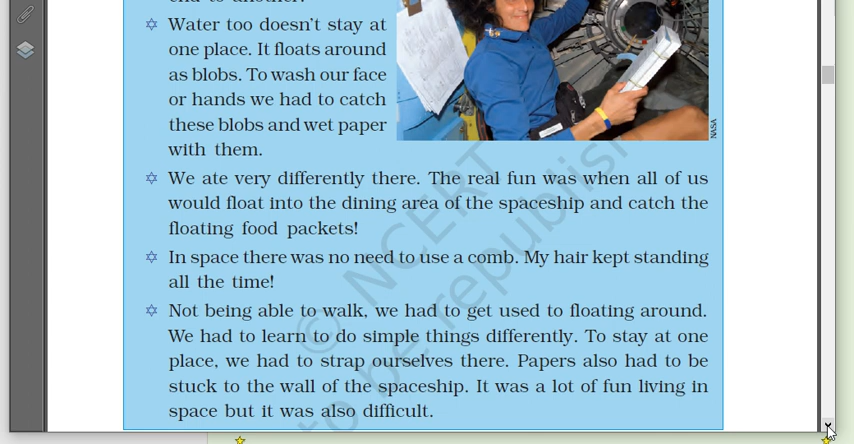 Water too doesn't stay at
one place. It floats around
as blobs. To wash our face
or hands we had to catch
these blobs and wet paper
with them.
NASA
We ate very differently there. The real fun was when all of us
would float into the dining area of the spaceship and catch the
floating food packets!
In space there was no need to use a comb. My hair kept standing
all the time!
Not being able to walk, we had to get used to floating around.
We had to learn to do simple things differently. To stay at one
place, we had to strap ourselves there. Papers also had to be
stuck to the wall of the spaceship. It was a lot of fun living in
space but it was also difficult.
© NCERT
to be republish